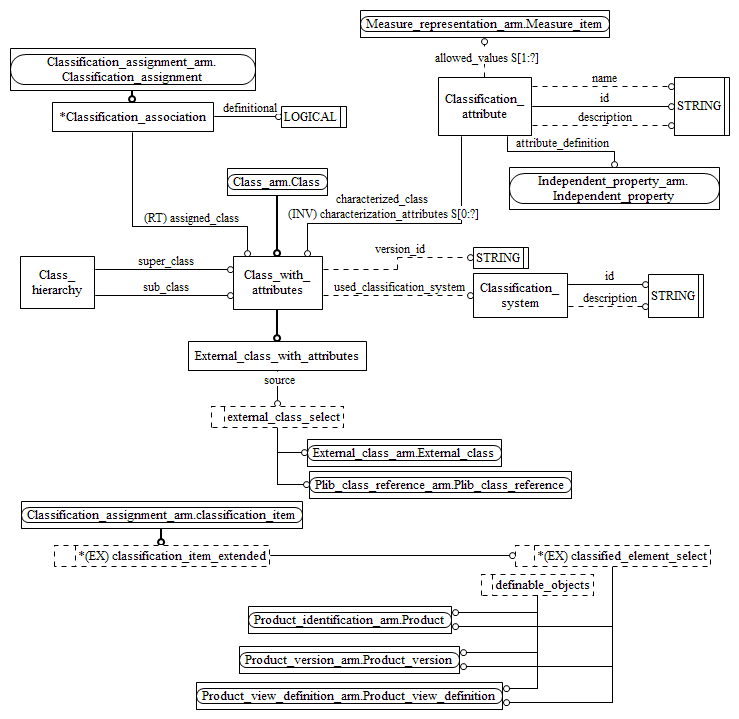 Measure_representation_arm.Measure_item
Classification_assignment_arm.
Classification_assignment
allowed_values S[1:?]
name
Classification_
attribute
id
STRING
description
definitional
*Classification_association
LOGICAL
attribute_definition
Class_arm.Class
Independent_property_arm.
Independent_property
characterized_class
(RT) assigned_class
(INV) characterization_attributes S[0:?]
version_id
STRING
super_class
Class_
hierarchy
Class_with_
attributes
sub_class
used_classification_system
Classification_
system
id
description
STRING
External_class_with_attributes
source
external_class_select
External_class_arm.External_class
Plib_class_reference_arm.Plib_class_reference
Classification_assignment_arm.classification_item
*(EX) classification_item_extended
*(EX) classified_element_select
definable_objects
Product_identification_arm.Product
Product_version_arm.Product_version
Product_view_definition_arm.Product_view_definition